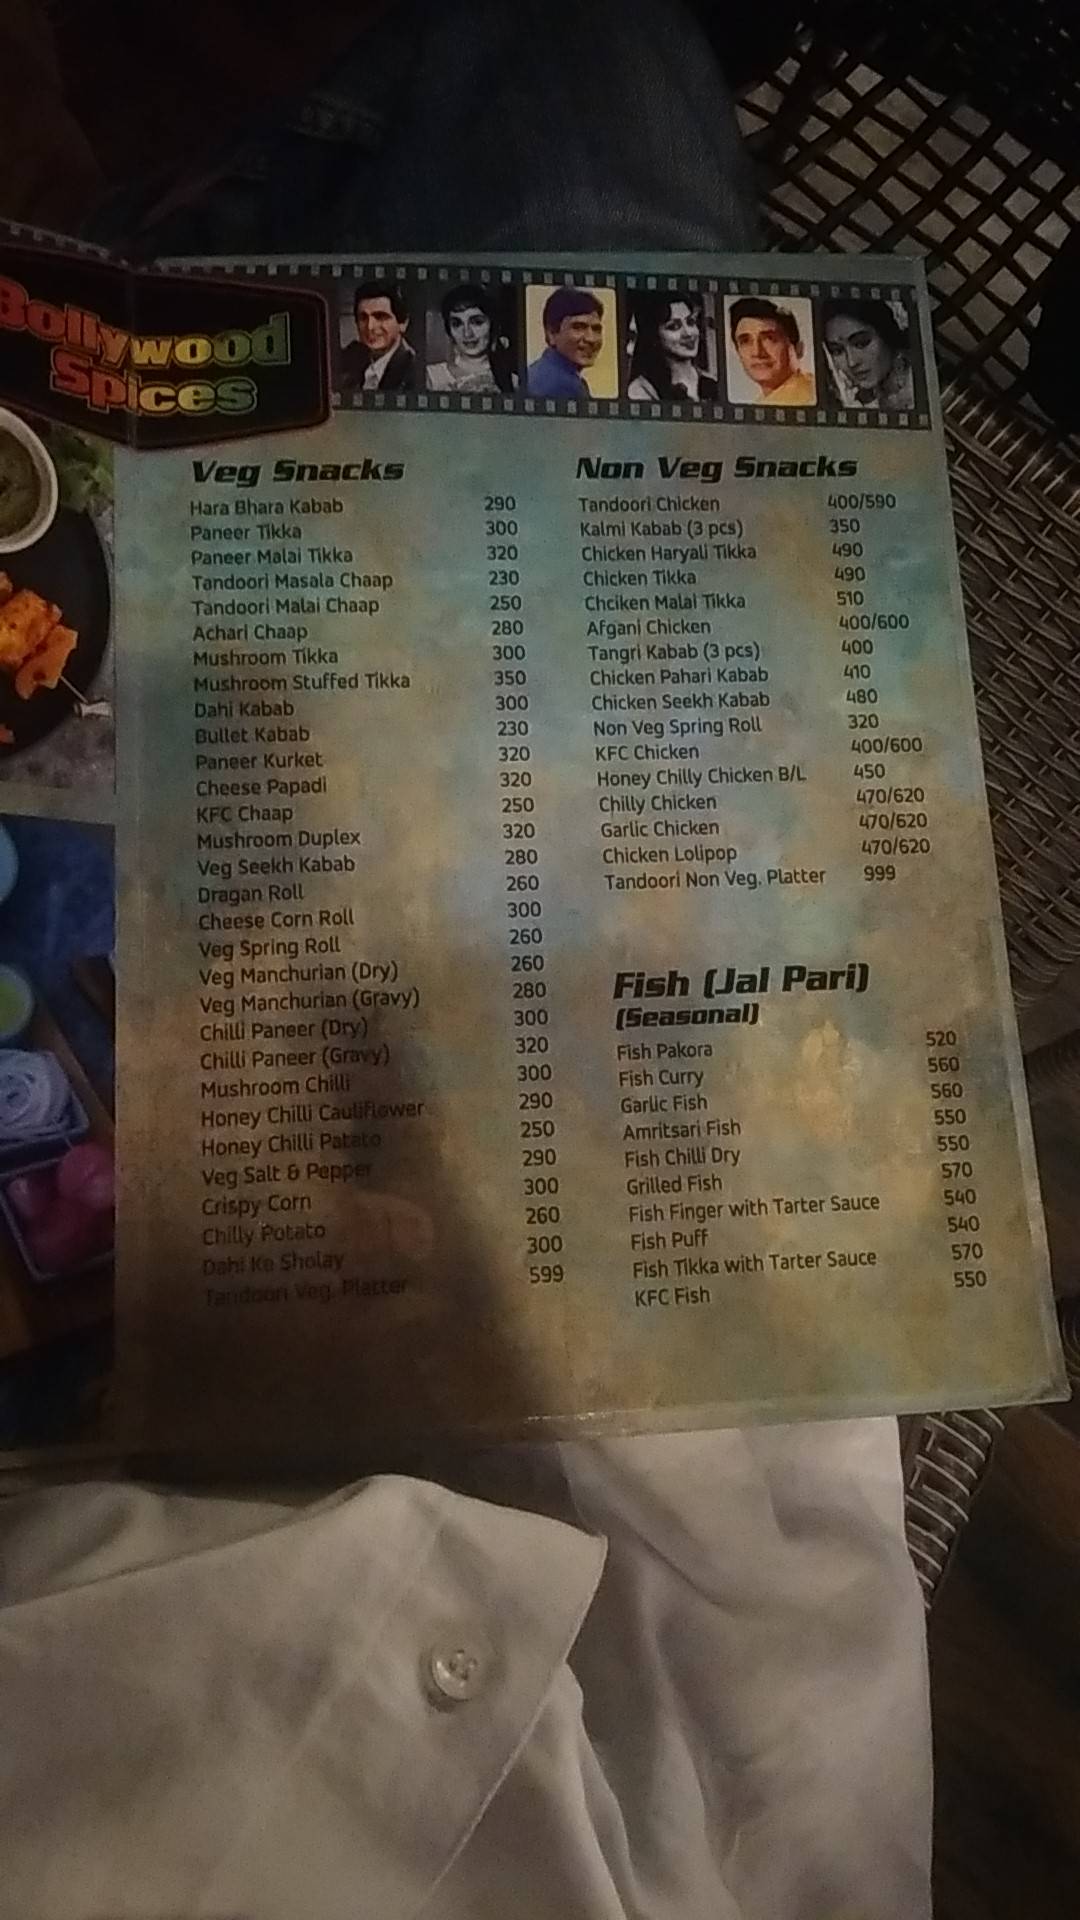 Bollywood
Spices
Veg Snacks
Hara Bhara Kabab 290
Paneer Tikka 300
Paneer Malai Tikka 320
Tandoori Masala Chaap 230
Tandoori Malai Chaap 250
Achari Chaap 280
Mushroom Tikka 300
Mushroom Stuffed Tikka 350
Dahi Kabab 300
Bullet Kabab 230
Paneer Kurket 320
Cheese Papadi 320
KFC Chaap 250
Mushroom Duplex 320
Veg Seekh Kabab 280
Dragan Roll 260
Cheese Corn Roll 300
Veg Spring Roll 260
Veg Manchurian (Dry) 260
Veg Manchurian (Gravy) 280
Chilli Paneer (Dry) 300
Chilli Paneer (Gravy) 320
Mushroom Chilli 300
Honey Chilli Cauliflower 290
Honey Chilli Patato 250
Veg Salt & Pepper 290
Crispy Corn 300
Chilly Potato 260
Dahi Ke Sholay 300
Tandoori Veg. Platter 599
Non Veg Snacks
Tandoori Chicken 400/590
Kalmi Kabab (3 pcs) 350
Chicken Haryali Tikka 490
Chicken Tikka 490
Chciken Malai Tikka 510
Afgani Chicken 400/600
Tangri Kabab (3 pcs) 400
Chicken Pahari Kabab 410
Chicken Seekh Kabab 480
Non Veg Spring Roll 320
KFC Chicken 400/600
Honey Chilly Chicken B/L 450
Chilly Chicken 470/620
Garlic Chicken 470/620
Chicken Lolipop 470/620
Tandoori Non Veg. Platter 999
Fish (Jal Pari)
(Seasonal)
Fish Pakora 520
Fish Curry 560
Garlic Fish 560
Amritsari Fish 550
Fish Chilli Dry 550
Grilled Fish 570
Fish Finger with Tarter Sauce 540
Fish Puff 540
Fish Tikka with Tarter Sauce 570
KFC Fish 550